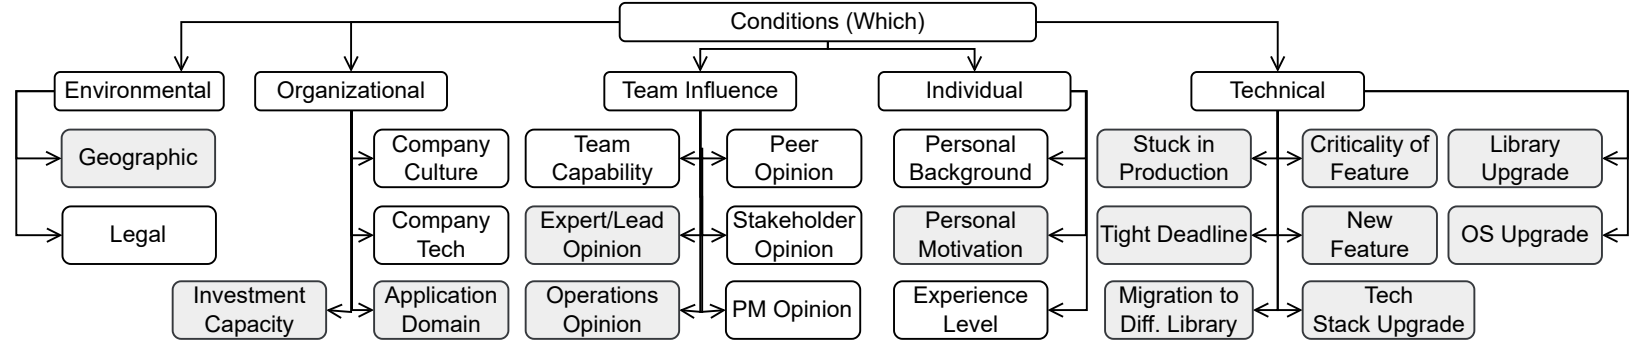 Conditions (Which)
Environmental
Organizational
Team Influence
Individual
Technical
Geographic
Legal
Company
Culture
Company
Tech
Investment
Capacity
Application
Domain
Team
Capability
Peer
Opinion
Expert/Lead
Opinion
Stakeholder
Opinion
Operations
Opinion
PM Opinion
Personal
Background
Personal
Motivation
Experience
Level
Stuck in
Production
Criticality of
Feature
Library
Upgrade
Tight Deadline
New
Feature
OS Upgrade
Migration to
Diff. Library
Tech
Stack Upgrade